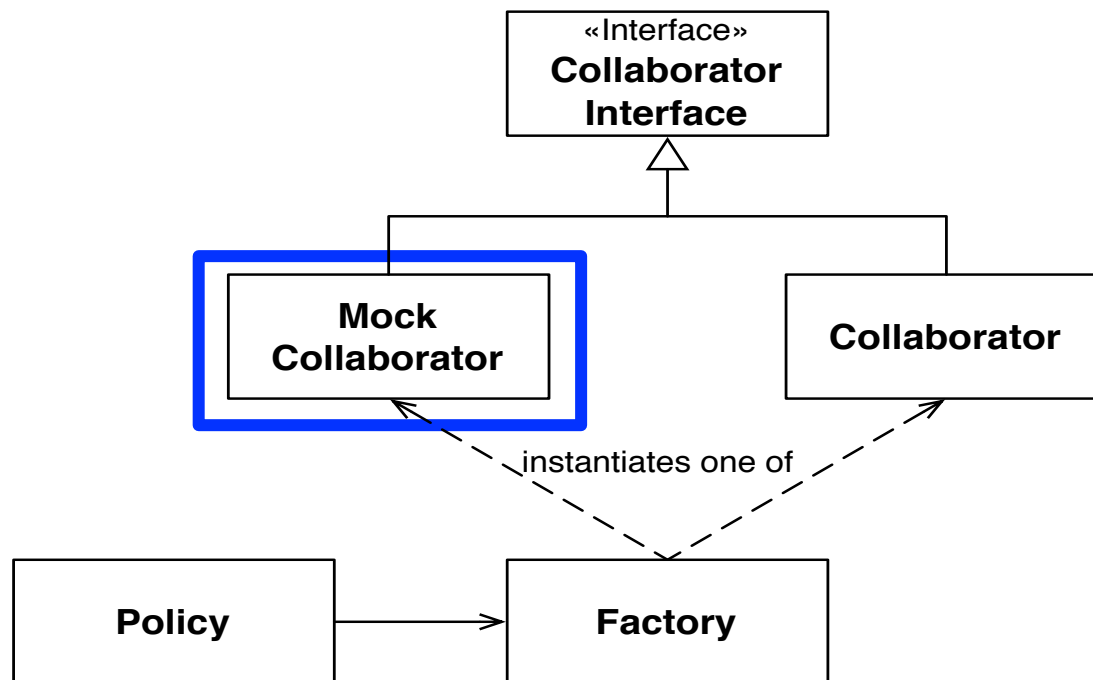 «Interface»
Collaborator
Interface
Mock
Collaborator
Collaborator
instantiates one of
Policy
Factory